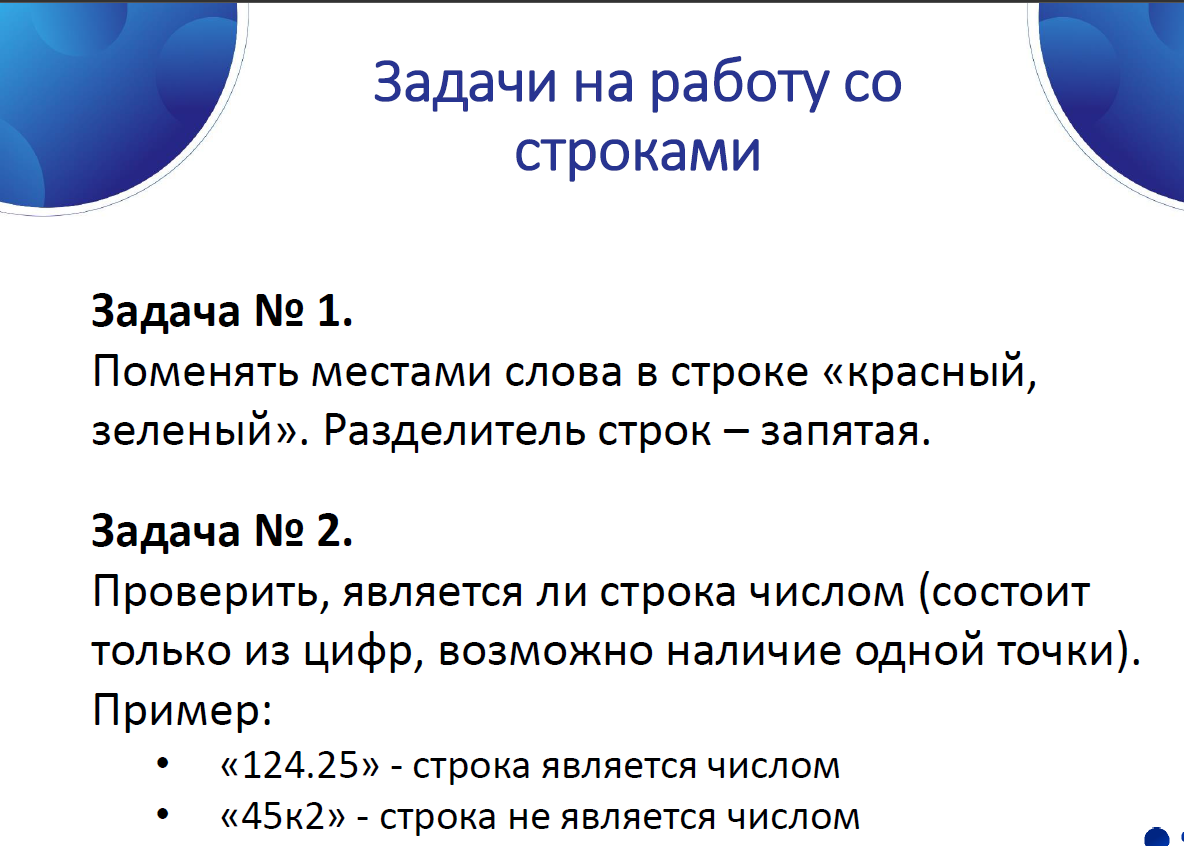 Задачи на работу со
строками
Задача № 1.
Поменять местами слова в строке «красный,
зеленый». Разделитель строк – запятая.
Задача № 2.
Проверить, является ли строка числом (состоит
только из цифр, возможно наличие одной точки).
Пример:
• «124.25» - строка является числом
• «45к2» - строка не является числом